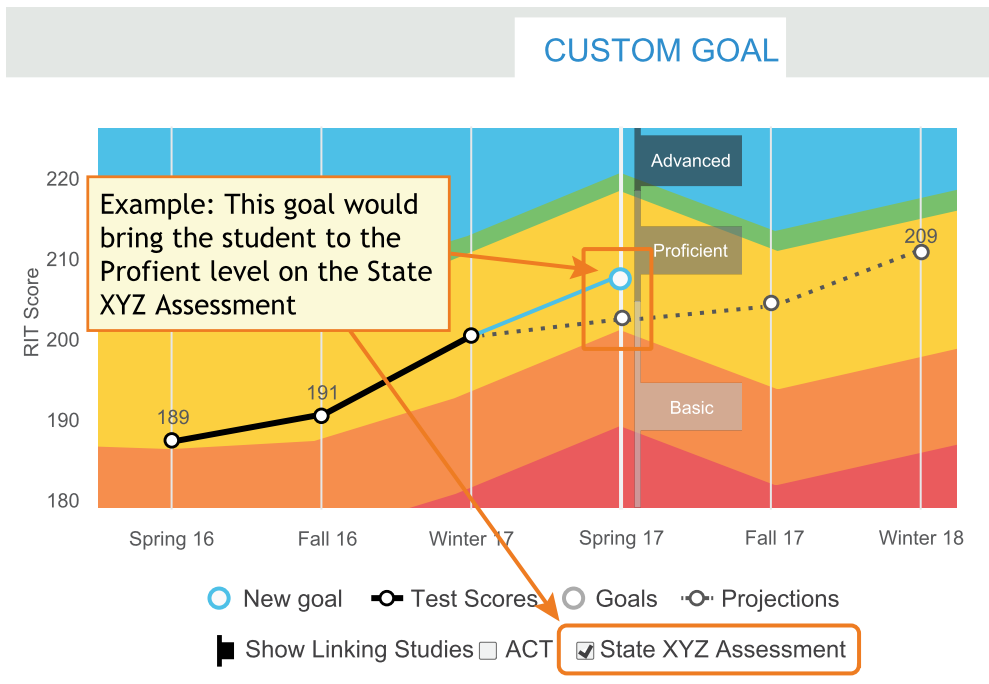 CUSTOM GOAL
220
210
200
190
180
RIT Score
Example: This goal would
bring the student to the
Profient level on the State
XYZ Assessment
Advanced
Proficient
Basic
189
191
209
Spring 16
Fall 16
Winter 17
Spring 17
Fall 17
Winter 18
New goal
Test Scores
Goals
Projections
Show Linking Studies
ACT
State XYZ Assessment